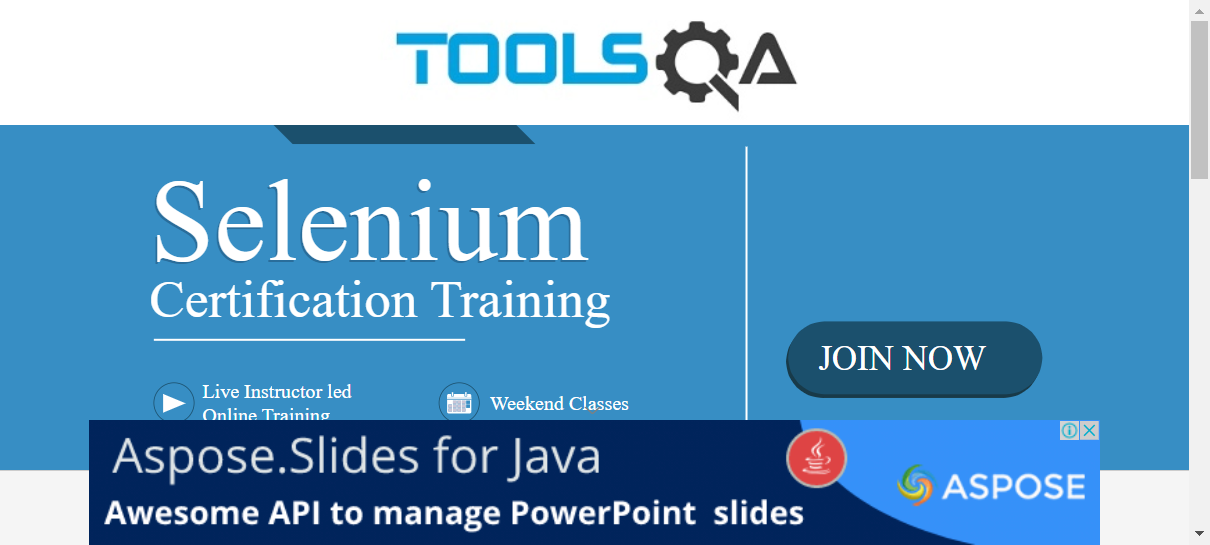 TOOLSQA
Selenium
Certification Training
JOIN NOW
Live Instructor led
Online Training
Weekend Classes
Aspose.Slides for Java
Awesome API to manage PowerPoint slides
ASPOSE